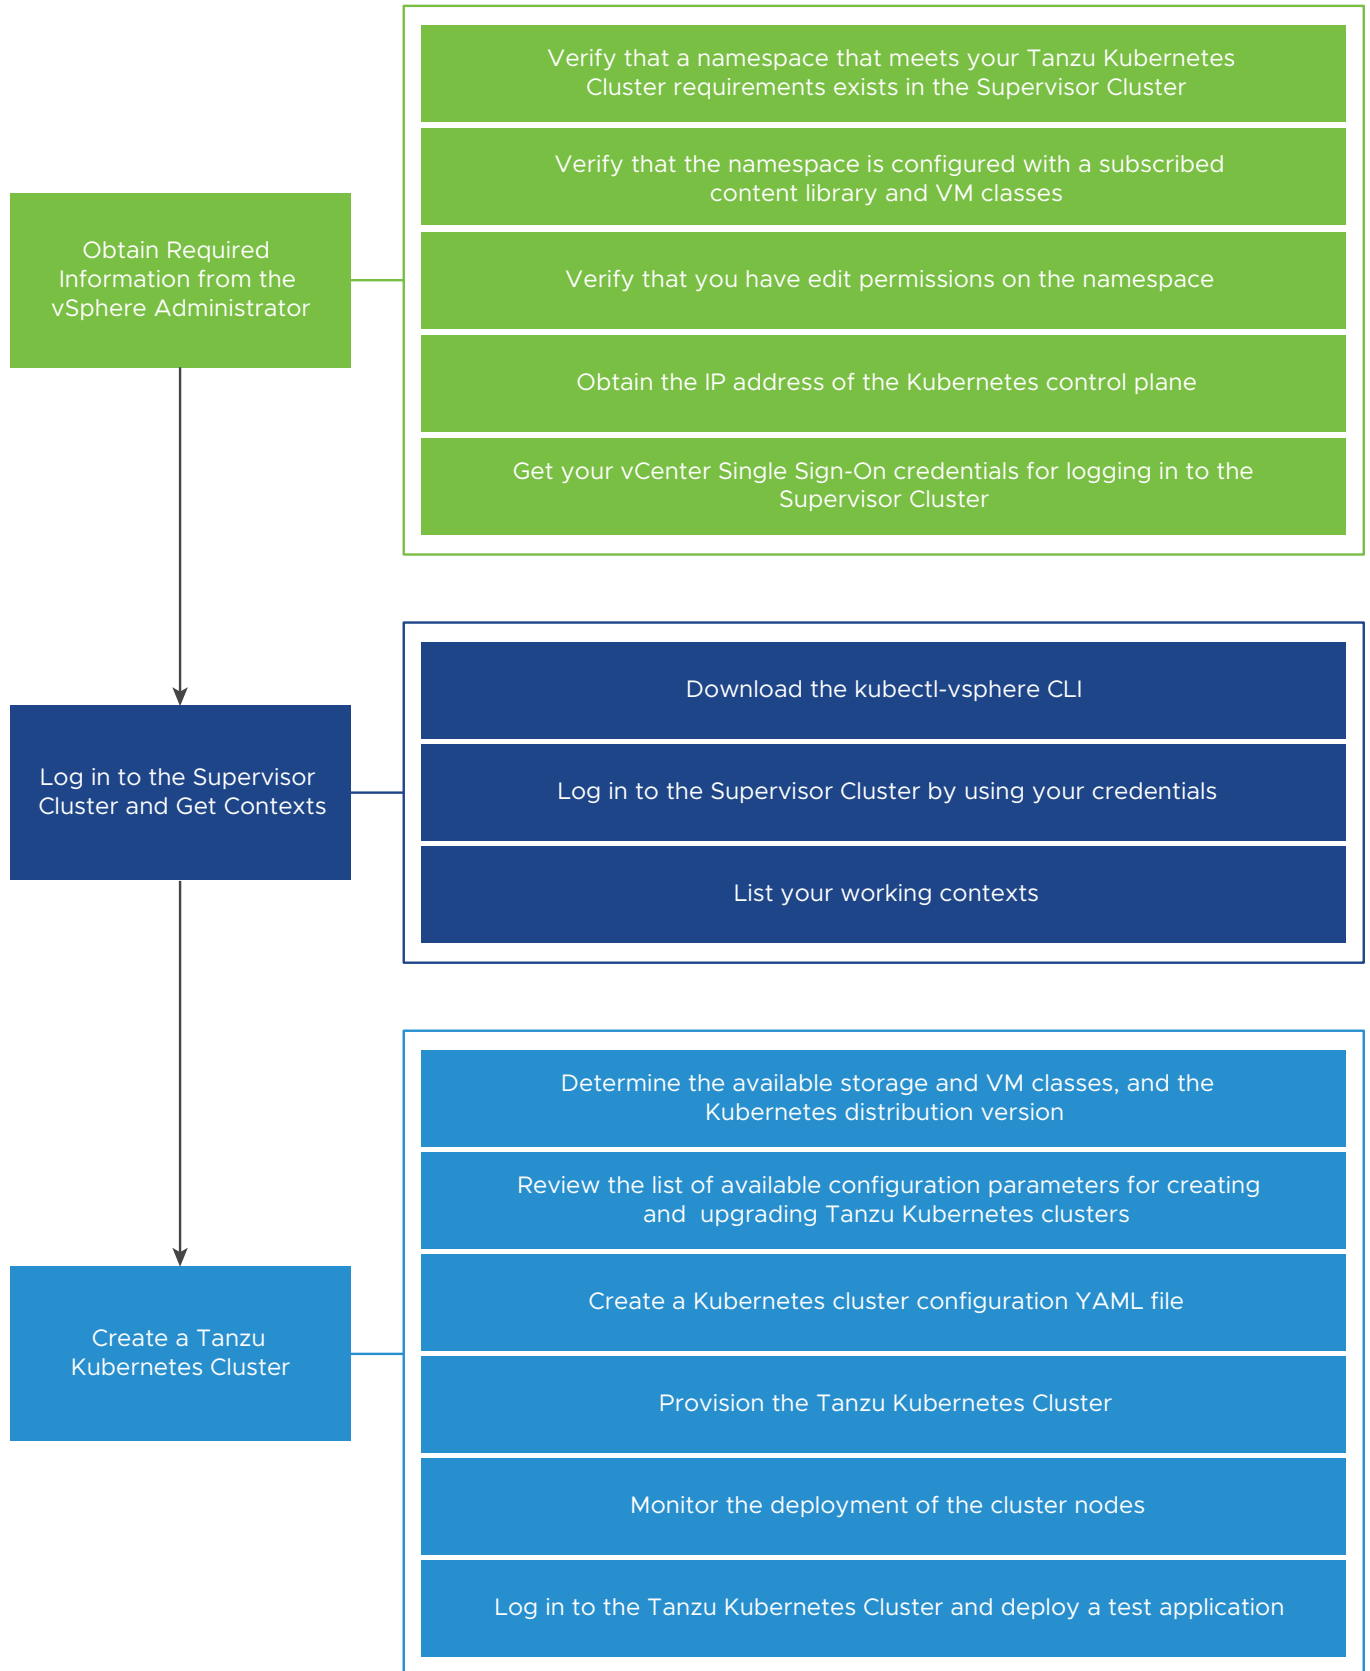 Obtain Required
Information from the
vSphere Administrator
Verify that a namespace that meets your Tanzu Kubernetes
Cluster requirements exists in the Supervisor Cluster
Verify that the namespace is configured with a subscribed
content library and VM classes
Verify that you have edit permissions on the namespace
Obtain the IP address of the Kubernetes control plane
Get your vCenter Single Sign-On credentials for logging in to the
Supervisor Cluster
Log in to the Supervisor
Cluster and Get Contexts
Download the kubectl-vsphere CLI
Log in to the Supervisor Cluster by using your credentials
List your working contexts
Create a Tanzu
Kubernetes Cluster
Determine the available storage and VM classes, and the
Kubernetes distribution version
Review the list of available configuration parameters for creating
and  upgrading Tanzu Kubernetes clusters
Create a Kubernetes cluster configuration YAML file
Provision the Tanzu Kubernetes Cluster
Monitor the deployment of the cluster nodes
Log in to the Tanzu Kubernetes Cluster and deploy a test application